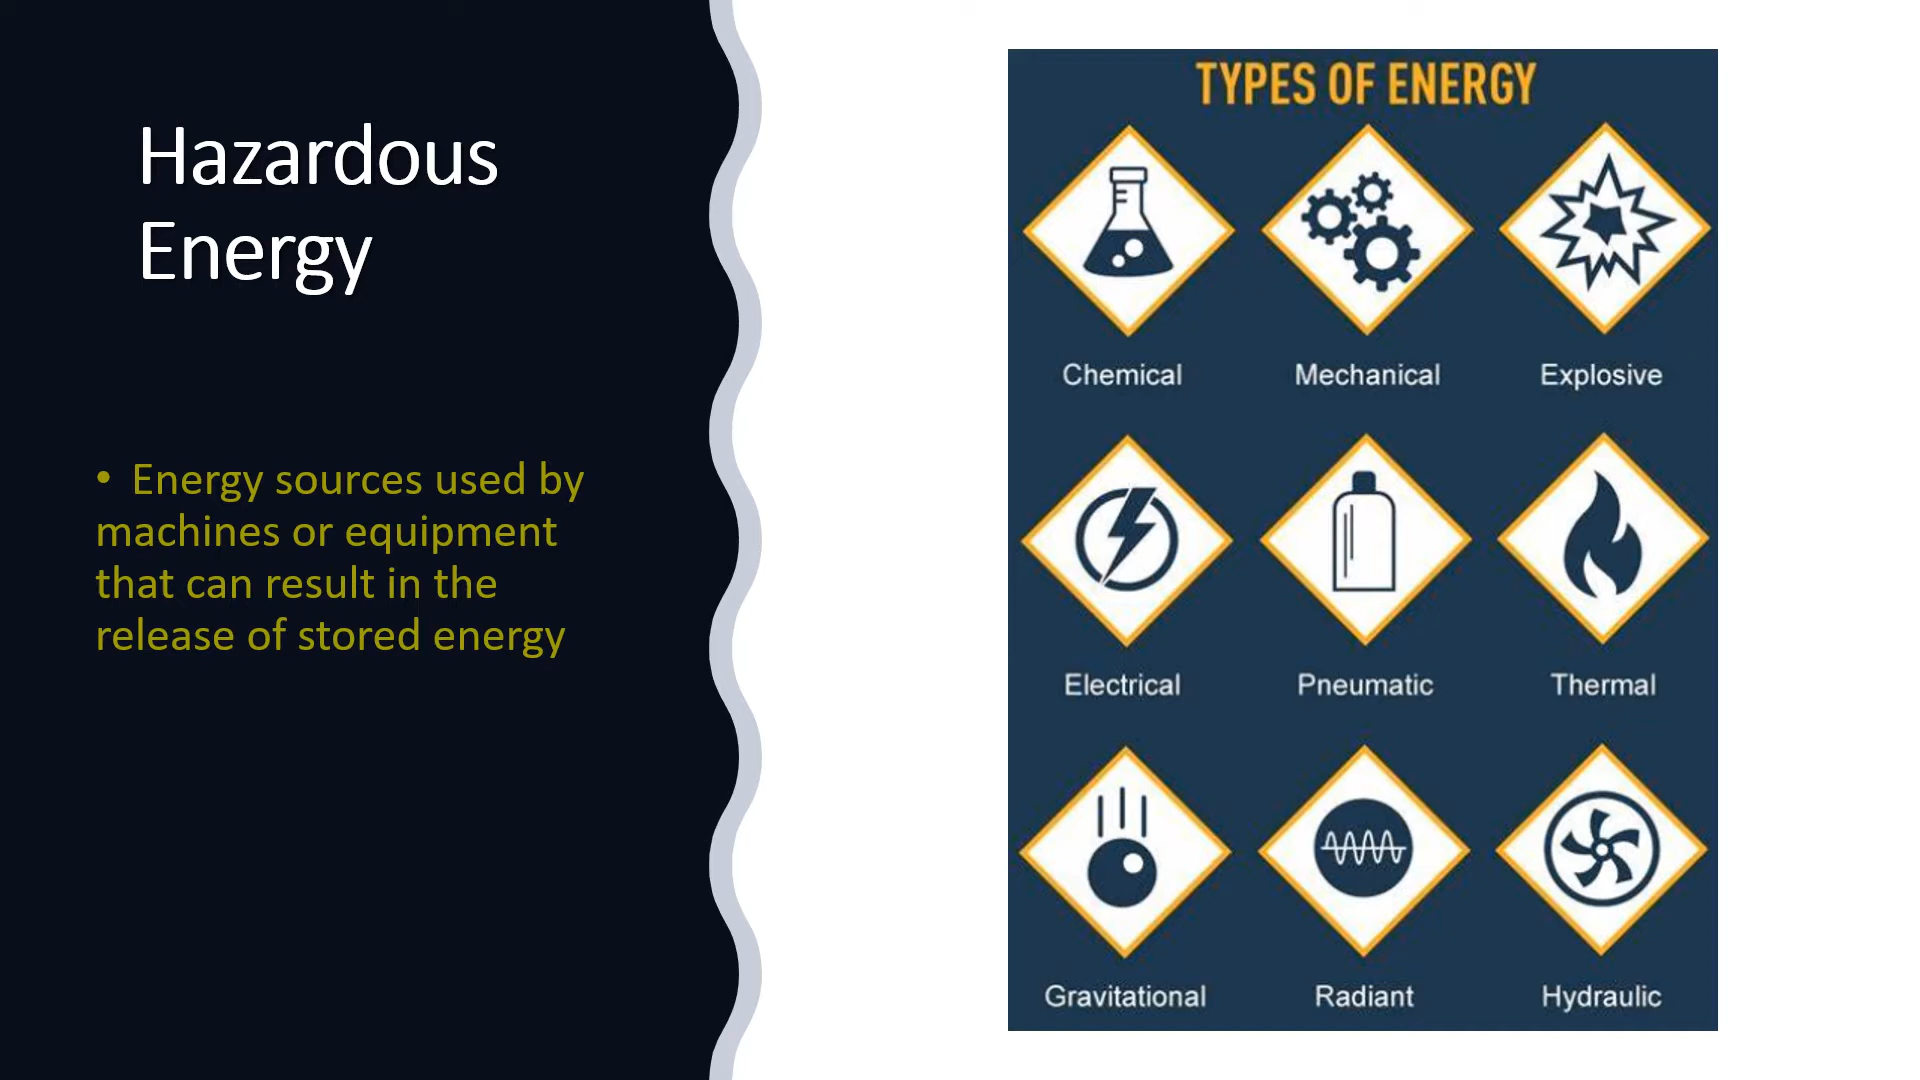 Hazardous
Energy
• Energy sources used by
machines or equipment
that can result in the
release of stored energy
TYPES OF ENERGY
Chemical Mechanical Explosive
Electrical Pneumatic Thermal
Gravitational Radiant Hydraulic